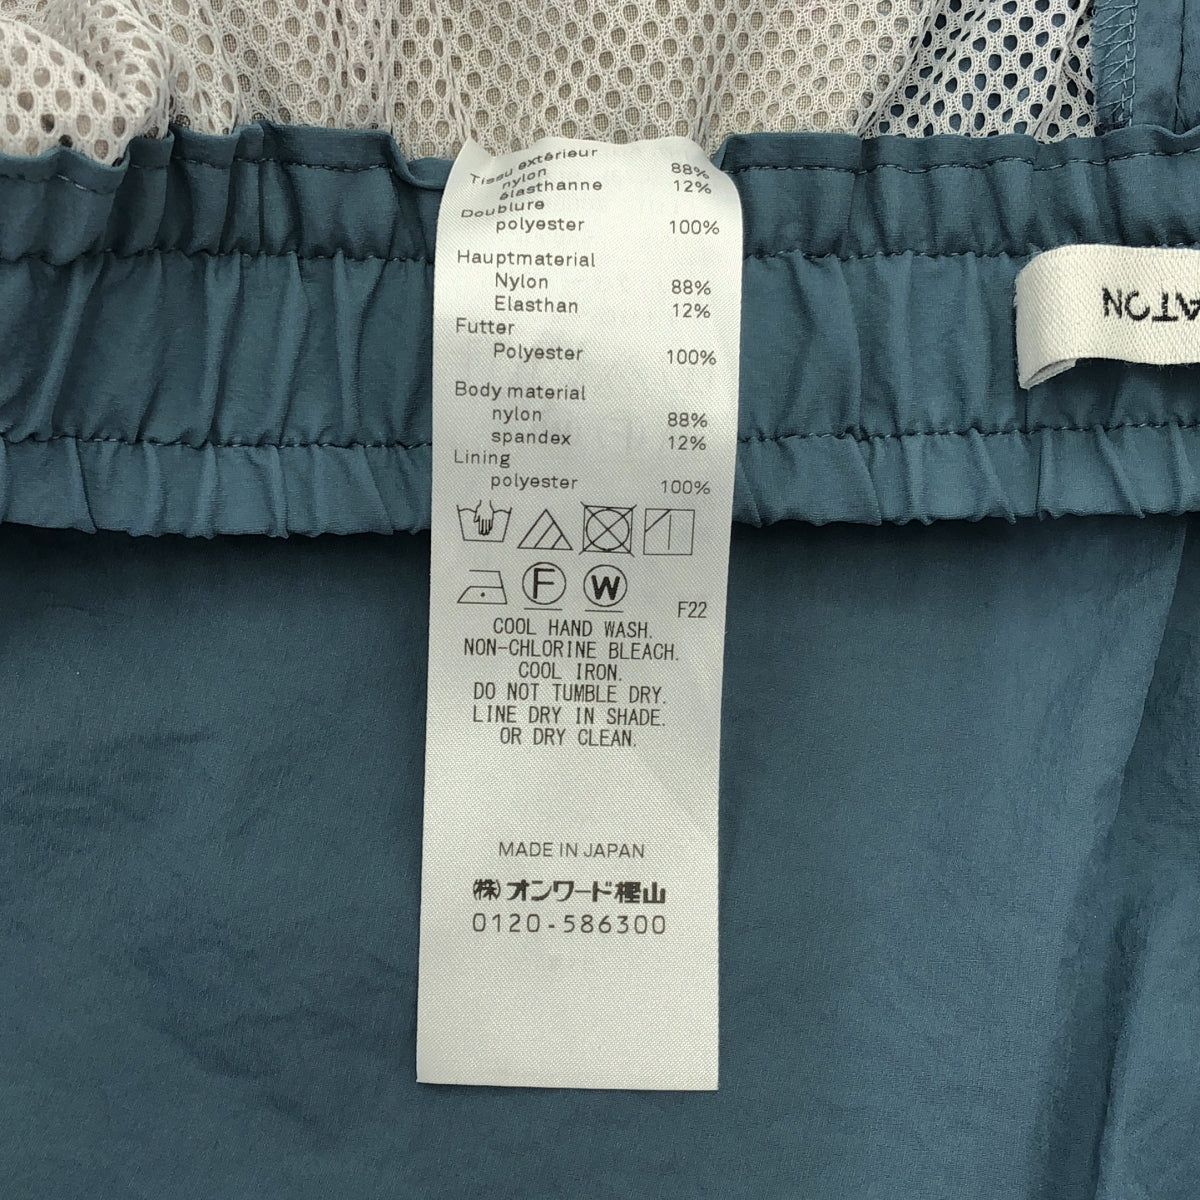 Tissu extérieur
nylon 88%
élasthanne 12%
Doublure
polyester 100%
Hauptmaterial
Nylon 88%
Elasthan 12%
Futter
Polyester 100%
Body material
nylon 88%
spandex 12%
Lining
polyester 100%
F W
F22
COOL HAND WASH.
NON-CHLORINE BLEACH.
COOL IRON.
DO NOT TUMBLE DRY.
LINE DRY IN SHADE.
OR DRY CLEAN.
MADE IN JAPAN
㈱オンワード樫山
0120-586300